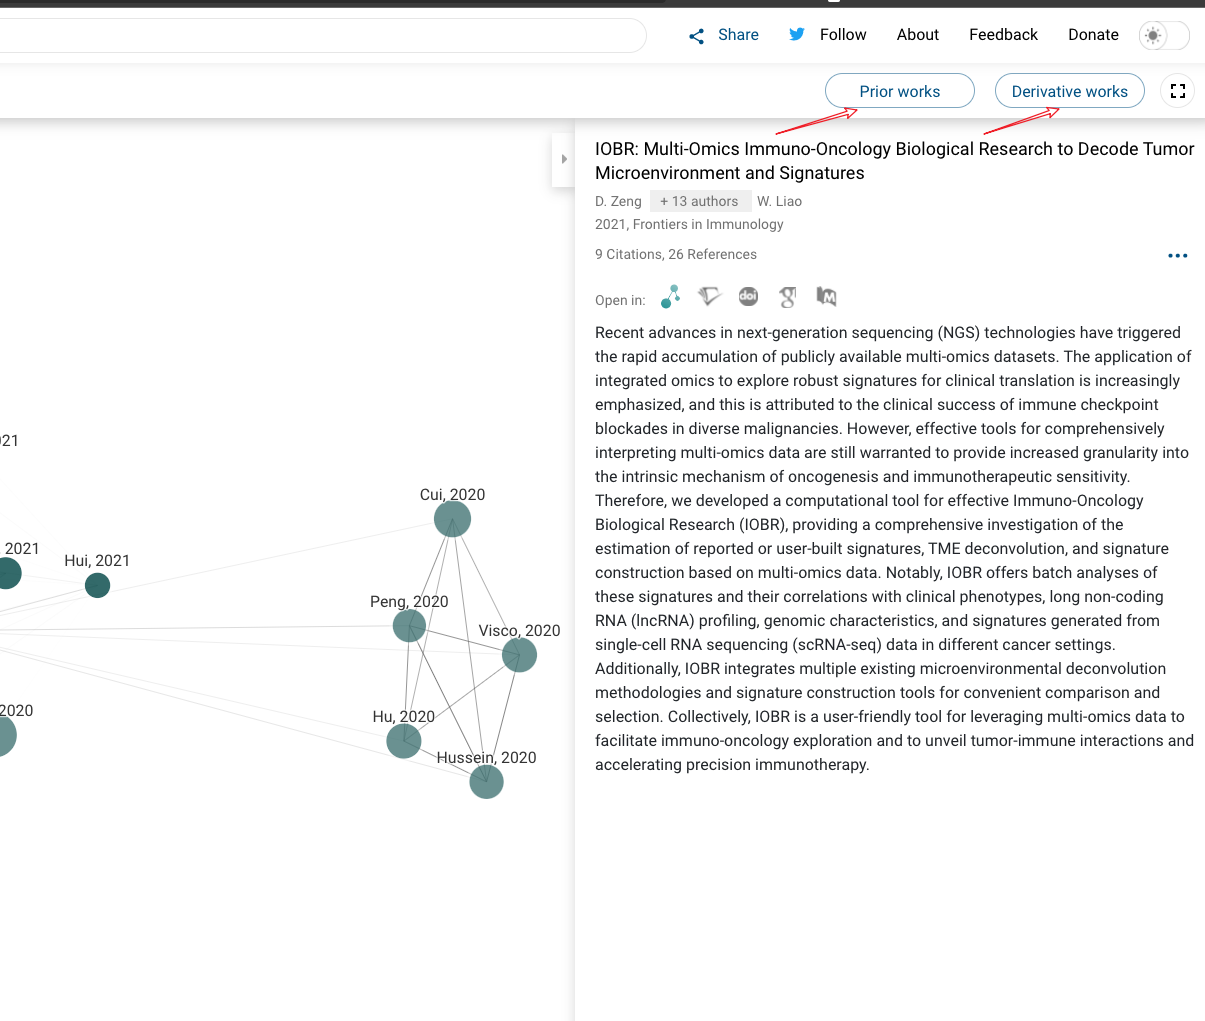 Share
Follow
About
Feedback
Donate
Prior works
Derivative works
IOBR: Multi-Omics Immuno-Oncology Biological Research to Decode Tumor
Microenvironment and Signatures
D. Zeng + 13 authors W. Liao
2021, Frontiers in Immunology
9 Citations, 26 References
Open in:
doi
g
M
Recent advances in next-generation sequencing (NGS) technologies have triggered
the rapid accumulation of publicly available multi-omics datasets. The application of
integrated omics to explore robust signatures for clinical translation is increasingly
emphasized, and this is attributed to the clinical success of immune checkpoint
blockades in diverse malignancies. However, effective tools for comprehensively
interpreting multi-omics data are still warranted to provide increased granularity into
the intrinsic mechanism of oncogenesis and immunotherapeutic sensitivity.
Therefore, we developed a computational tool for effective Immuno-Oncology
Biological Research (IOBR), providing a comprehensive investigation of the
estimation of reported or user-built signatures, TME deconvolution, and signature
construction based on multi-omics data. Notably, IOBR offers batch analyses of
these signatures and their correlations with clinical phenotypes, long non-coding
RNA (lncRNA) profiling, genomic characteristics, and signatures generated from
single-cell RNA sequencing (scRNA-seq) data in different cancer settings.
Additionally, IOBR integrates multiple existing microenvironmental deconvolution
methodologies and signature construction tools for convenient comparison and
selection. Collectively, IOBR is a user-friendly tool for leveraging multi-omics data to
facilitate immuno-oncology exploration and to unveil tumor-immune interactions and
accelerating precision immunotherapy.
21
Cui, 2020
2021
Hui, 2021
Peng, 2020
Visco, 2020
2020
Hu, 2020
Hussein, 2020